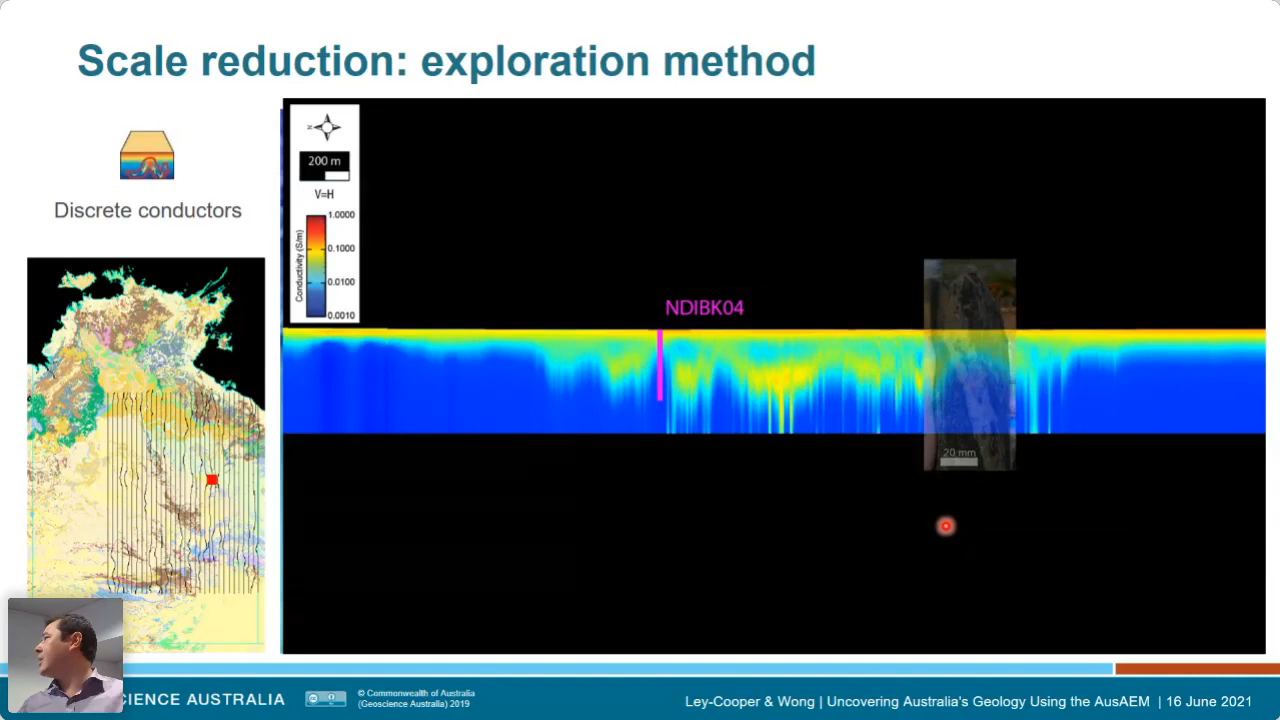 Scale reduction: exploration method
Discrete conductors
N
200 m
V=H
Conductivity (S/m)
1.0000
0.1000
0.0100
0.0010
NDIBK04
20 mm
CIENCE AUSTRALIA
© Commonwealth of Australia
(Geoscience Australia) 2019
Ley-Cooper & Wong | Uncovering Australia's Geology Using the AusAEM | 16 June 2021